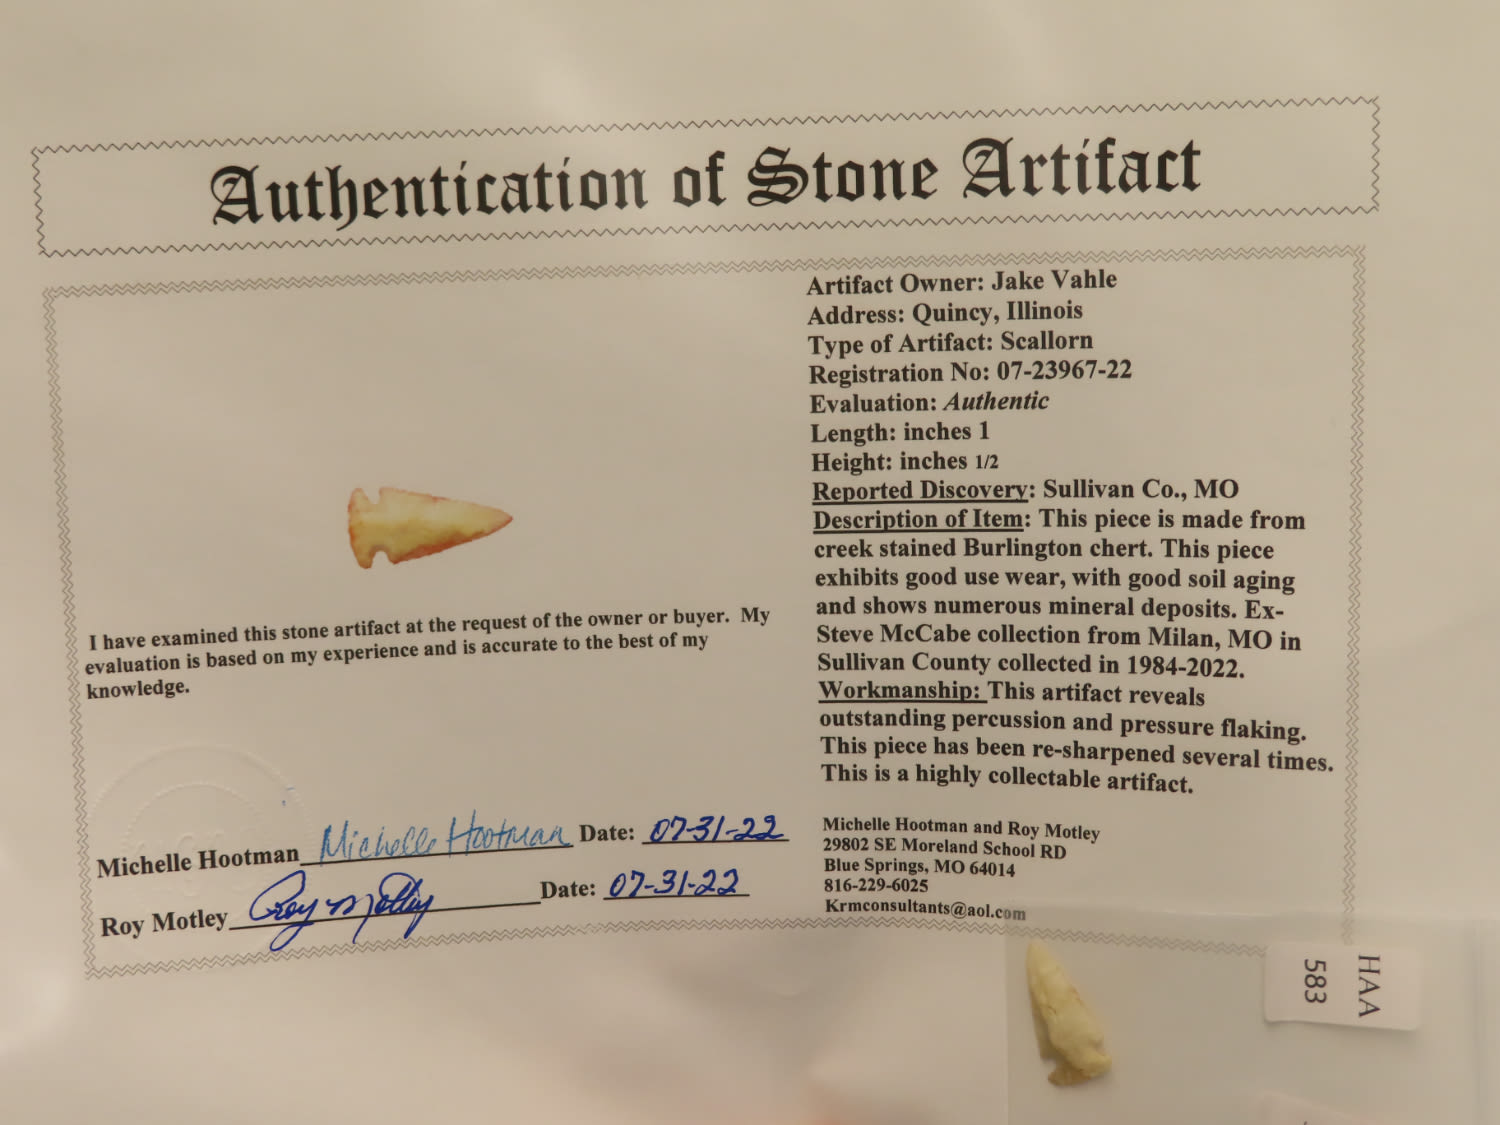 Authentication of Stone Artifact
Artifact Owner: Jake Vahle
Address: Quincy, Illinois
Type of Artifact: Scallorn
Registration No: 07-23967-22
Evaluation: Authentic
Length: inches 1
Height: inches 1/2
Reported Discovery: Sullivan Co., MO
Description of Item: This piece is made from
creek stained Burlington chert. This piece
exhibits good use wear, with good soil aging
and shows numerous mineral deposits. Ex-
Steve McCabe collection from Milan, MO in
Sullivan County collected in 1984-2022.
Workmanship: This artifact reveals
outstanding percussion and pressure flaking.
This piece has been re-sharpened several times.
This is a highly collectable artifact.
I have examined this stone artifact at the request of the owner or buyer. My
evaluation is based on my experience and is accurate to the best of my
knowledge.
Michelle Hootman Michelle Hootman Date: 07-31-22
Roy Motley Roy Motley Date: 07-31-22
Michelle Hootman and Roy Motley
29802 SE Moreland School RD
Blue Springs, MO 64014
816-229-6025
Krmconsultants@aol.com
HAA
583